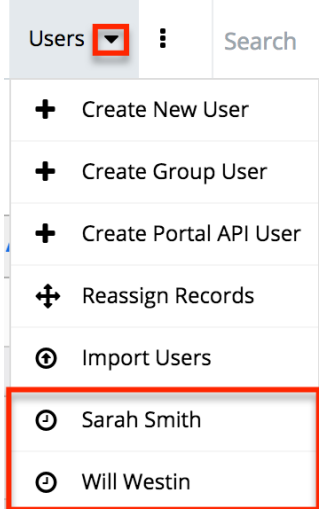 Users Search
Create New User
Create Group User
Create Portal API User
Reassign Records
Import Users
Sarah Smith
Will Westin